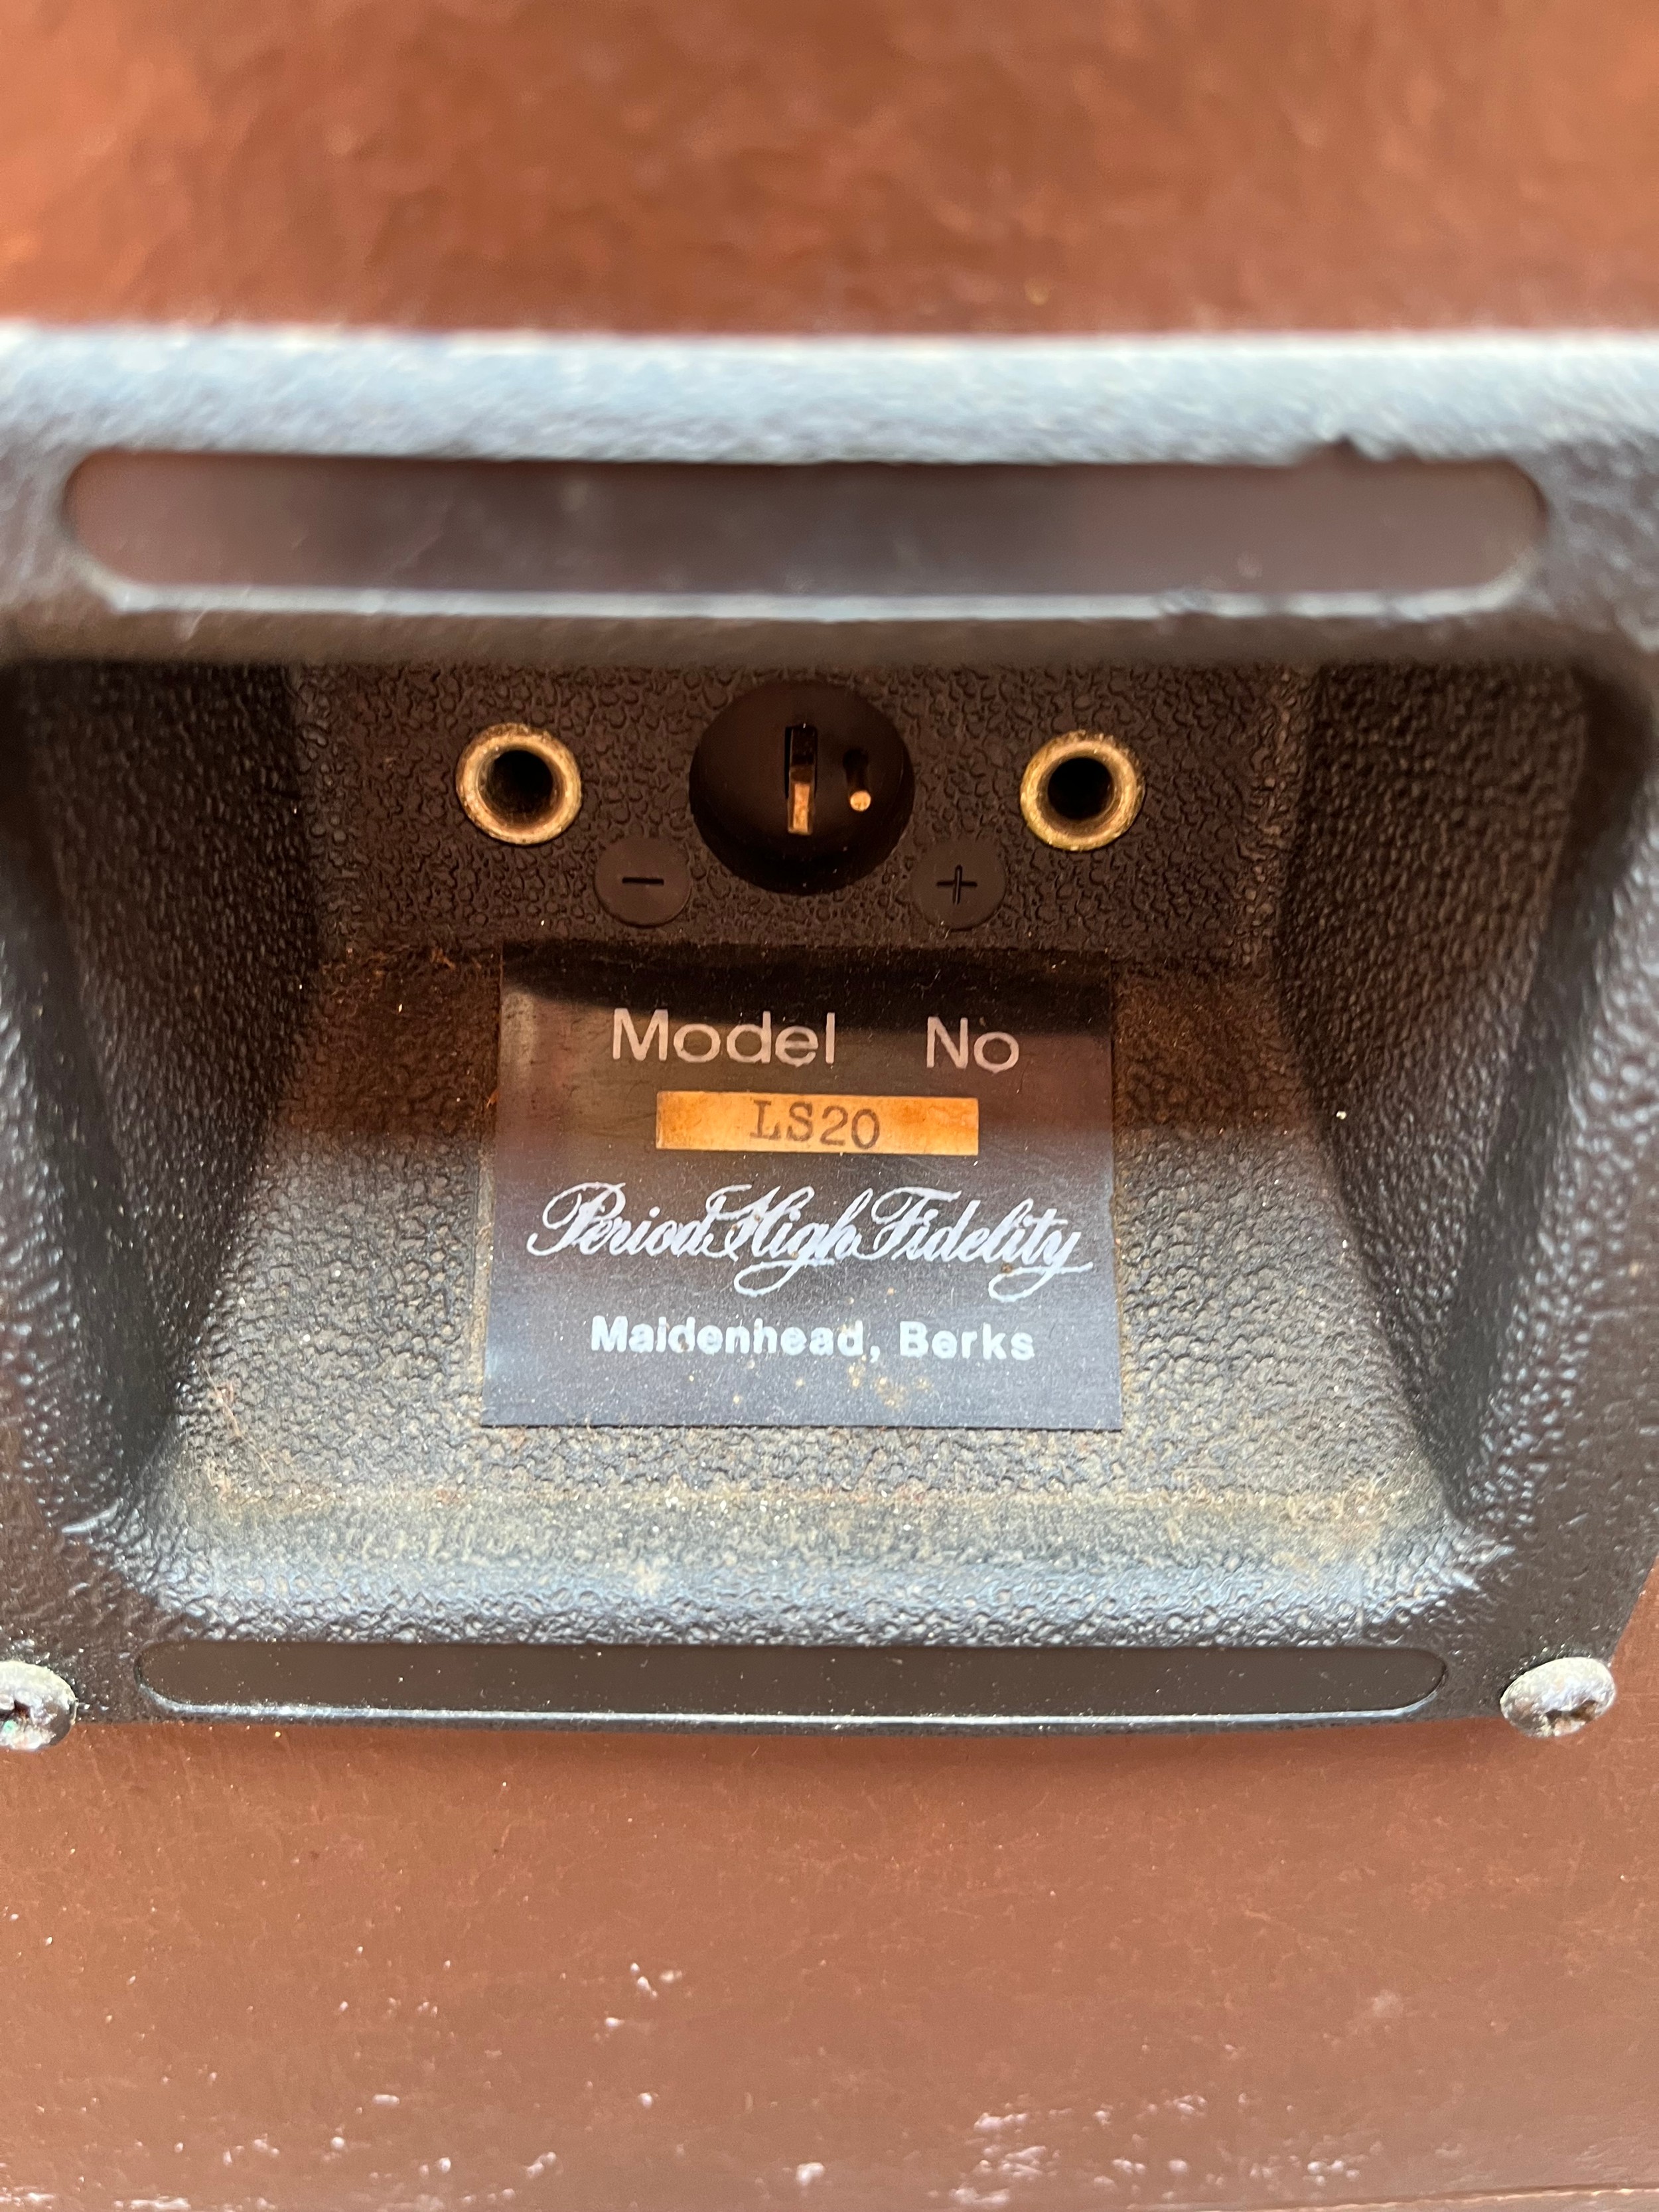 - +
Model No
LS20
Period High Fidelity
Maidenhead, Berks